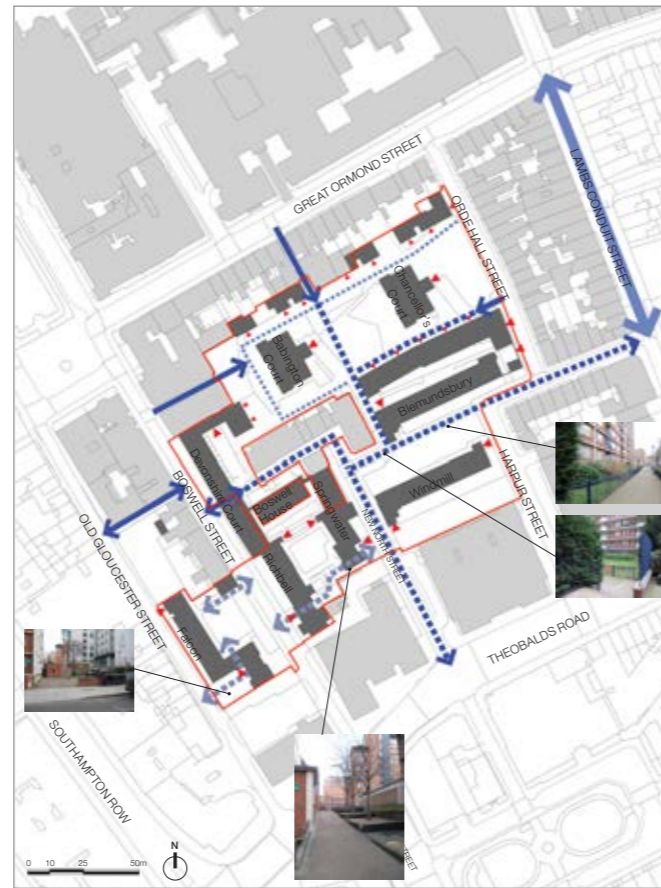 GREAT ORMOND STREET
LAMBS CONDUIT STREET
ORDE HALL STREET
Chancellor's
Court
Babington
Court
Blemundsbury
Devonshire Court
Boswell
House
Springwater
Windmill
HARPUR STREET
BOSWELL STREET
OLD GLOUCESTER STREET
Richbell
NEW NORTH STREET
Falcon
THEOBALDS ROAD
SOUTHAMPTON ROW
STREET
N
0 10 25 50m